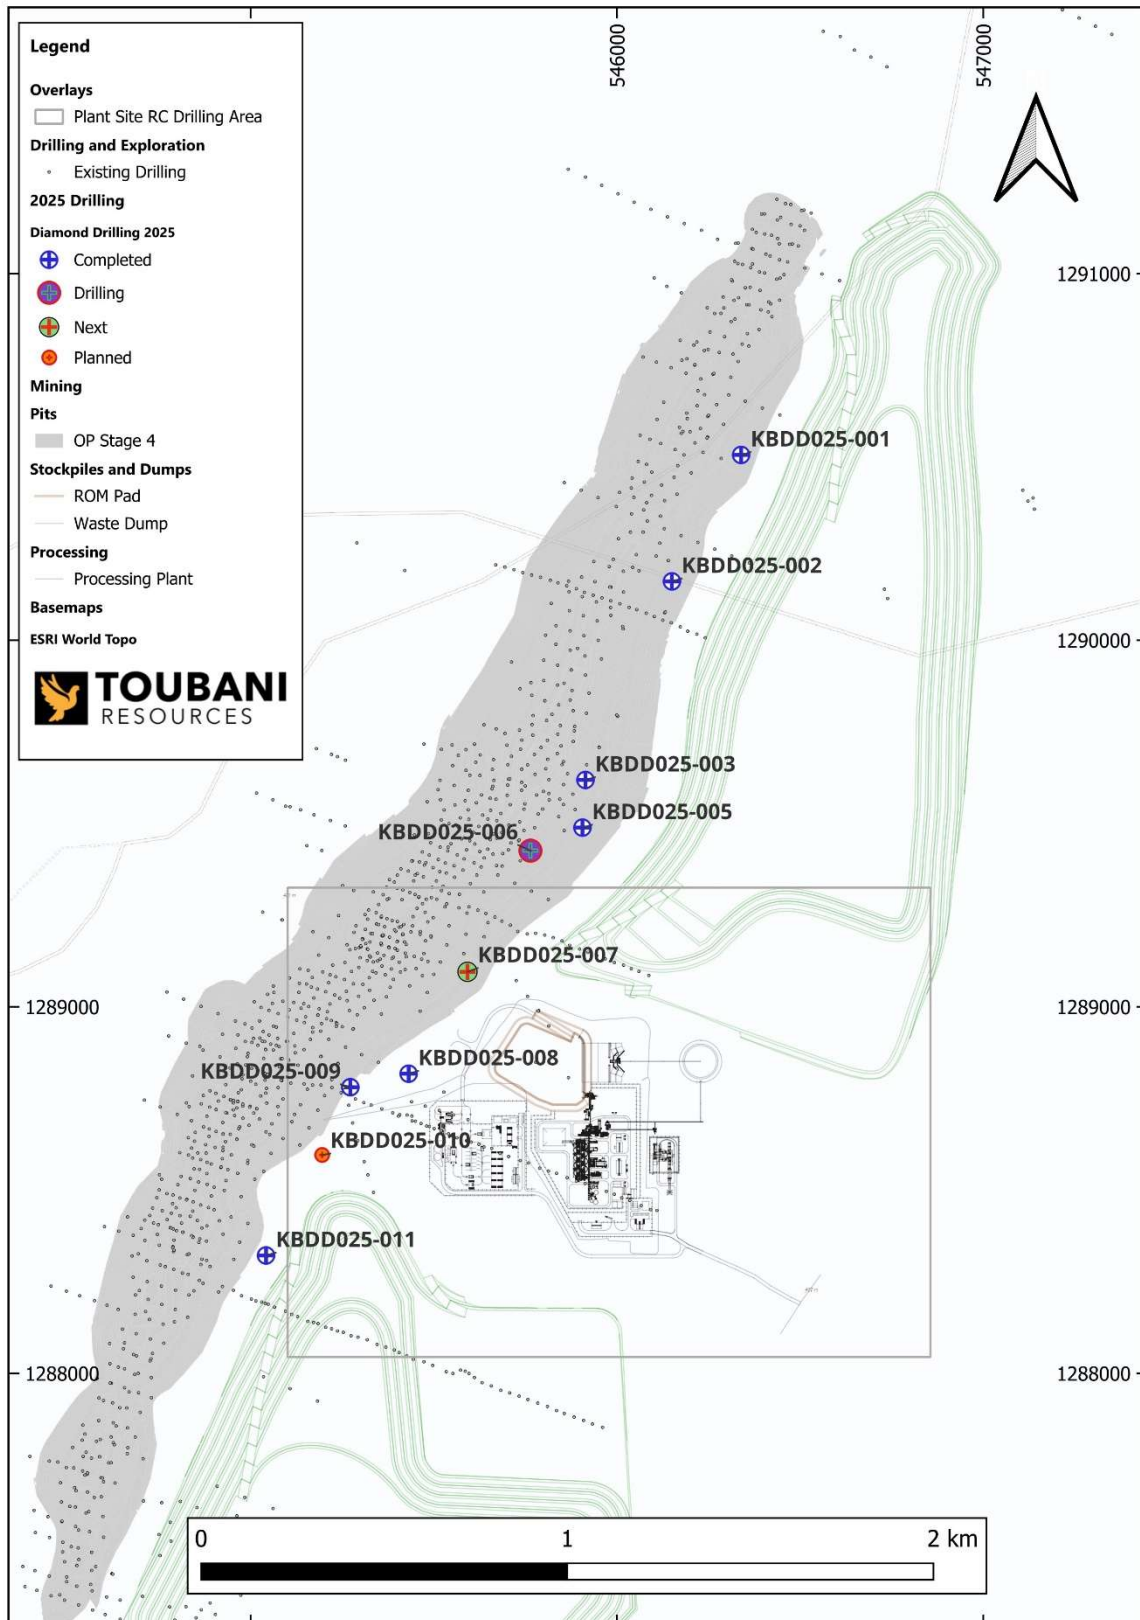 Legend
Overlays
Plant Site RC Drilling Area
Drilling and Exploration
Existing Drilling
2025 Drilling
Diamond Drilling 2025
Completed
Drilling
Next
Planned
Mining
Pits
OP Stage 4
Stockpiles and Dumps
ROM Pad
Waste Dump
Processing
Processing Plant
Basemaps
ESRI World Topo
TOUBANI
RESOURCES
546000
547000
1291000
KBDD025-001
KBDD025-002
1290000
KBDD025-003
KBDD025-005
KBDD025-006
KBDD025-007
1289000
1289000
KBDD025-008
KBDD025-009
KBDD025-010
KBDD025-011
1288000
1288000
0 1 2 km